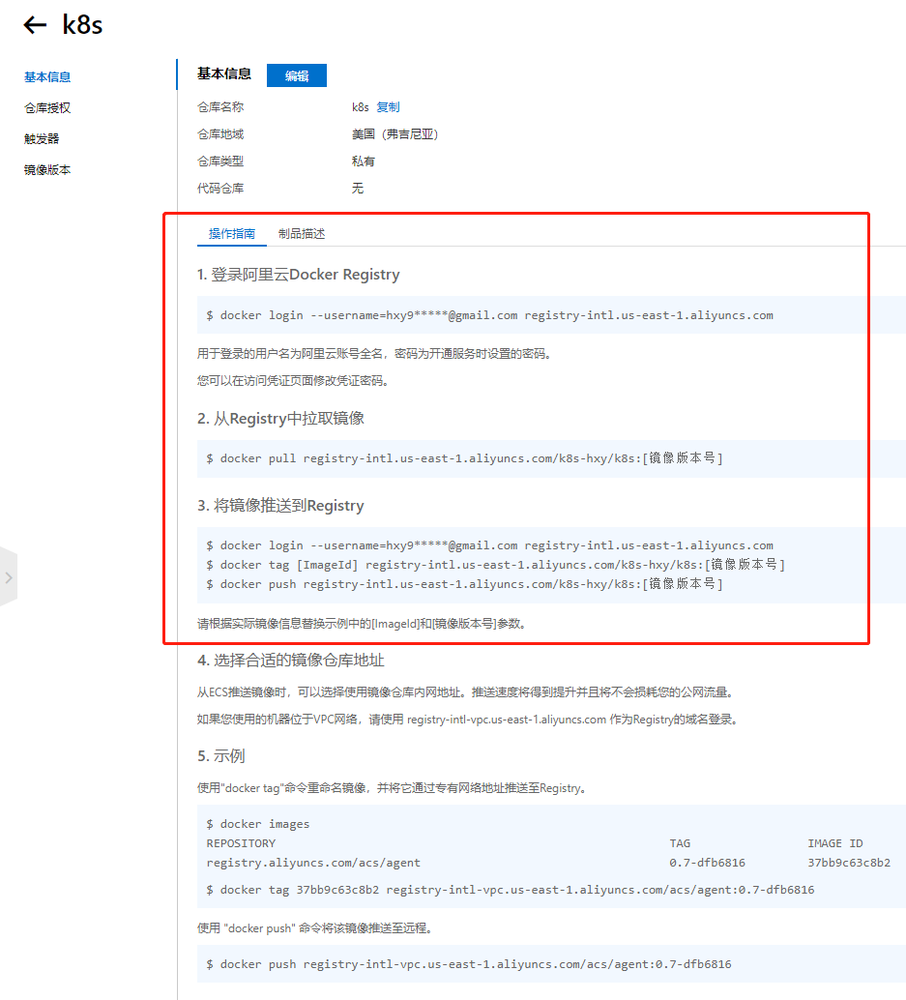 k8s
基本信息
仓库授权
触发器
镜像版本
基本信息 编辑
仓库名称 k8s 复制
仓库地域 美国（弗吉尼亚）
仓库类型 私有
代码仓库 无
操作指南 制品描述
1. 登录阿里云Docker Registry
$ docker login --username=hxy9*****@gmail.com registry-intl.us-east-1.aliyuncs.com
用于登录的用户名为阿里云账号全名，密码为开通服务时设置的密码。
您可以在访问凭证页面修改凭证密码。
2. 从Registry中拉取镜像
$ docker pull registry-intl.us-east-1.aliyuncs.com/k8s-hxy/k8s:[镜像版本号]
3. 将镜像推送到Registry
$ docker login --username=hxy9*****@gmail.com registry-intl.us-east-1.aliyuncs.com
$ docker tag [ImageId] registry-intl.us-east-1.aliyuncs.com/k8s-hxy/k8s:[镜像版本号]
$ docker push registry-intl.us-east-1.aliyuncs.com/k8s-hxy/k8s:[镜像版本号]
请根据实际镜像信息替换示例中的[ImageId]和[镜像版本号]参数。
4. 选择合适的镜像仓库地址
从ECS推送镜像时，可以选择使用镜像仓库内网地址。推送速度将得到提升并且将不会损耗您的公网流量。
如果您使用的机器位于VPC网络，请使用 registry-intl-vpc.us-east-1.aliyuncs.com 作为Registry的域名登录。
5. 示例
使用"docker tag"命令重命名镜像，并将它通过专有网络地址推送至Registry。
$ docker images
REPOSITORY TAG IMAGE ID
registry.aliyuncs.com/acs/agent 0.7-dfb6816 37bb9c63c8b2
$ docker tag 37bb9c63c8b2 registry-intl-vpc.us-east-1.aliyuncs.com/acs/agent:0.7-dfb6816
使用 "docker push" 命令将该镜像推送至远程。
$ docker push registry-intl-vpc.us-east-1.aliyuncs.com/acs/agent:0.7-dfb6816